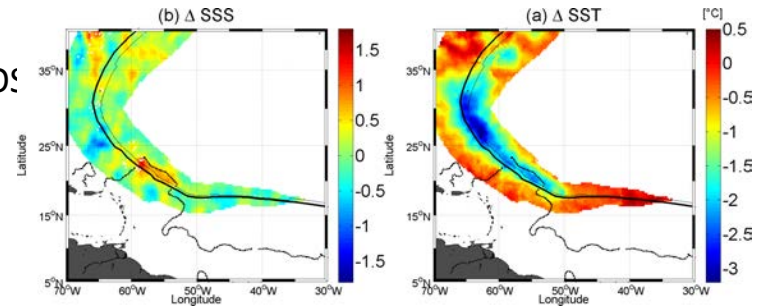 (b) Δ SSS
1.5
1
0.5
0
-0.5
-1
-1.5
35°N
25°N
15°N
5°N
Latitude
70°W 60°W 50°W 40°W 30°W
Longitude
(a) Δ SST
[°C]
0.5
0
-0.5
-1
-1.5
-2
-2.5
-3
35°N
25°N
15°N
5°N
Latitude
70°W 60°W 50°W 40°W 30°W
Longitude